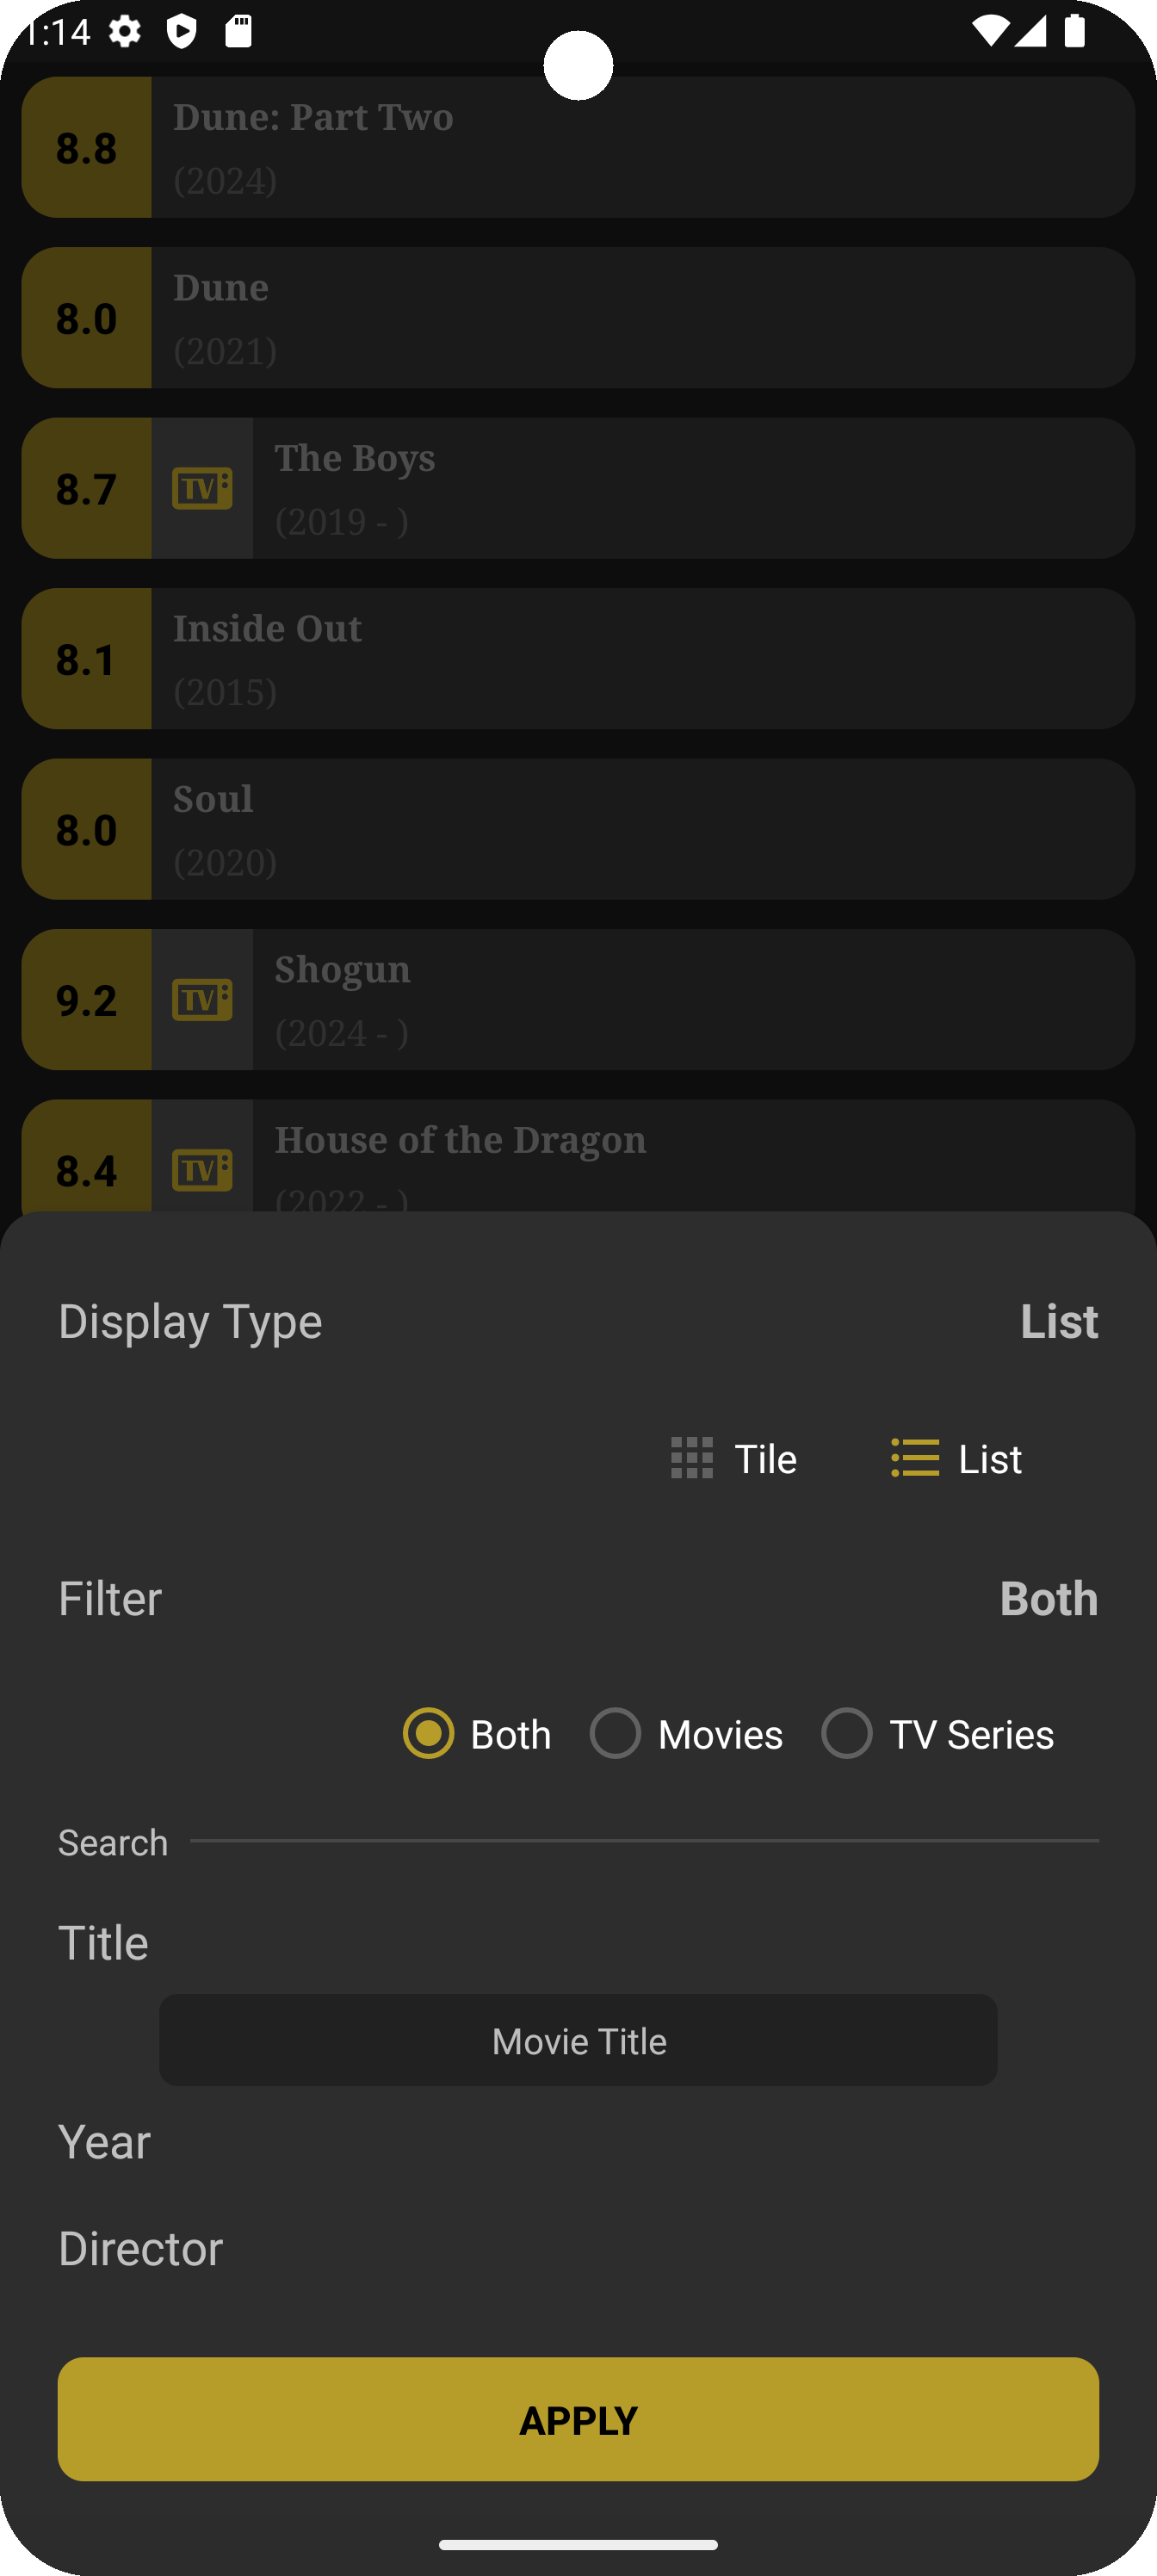 1:14
8.8
Dune: Part Two
(2024)
8.0
Dune
(2021)
8.7
TV
The Boys
(2019 - )
8.1
Inside Out
(2015)
8.0
Soul
(2020)
9.2
TV
Shogun
(2024 - )
8.4
TV
House of the Dragon
(2022 - )
Display Type List
Tile List
Filter Both
Both Movies TV Series
Search
Title
Movie Title
Year
Director
APPLY